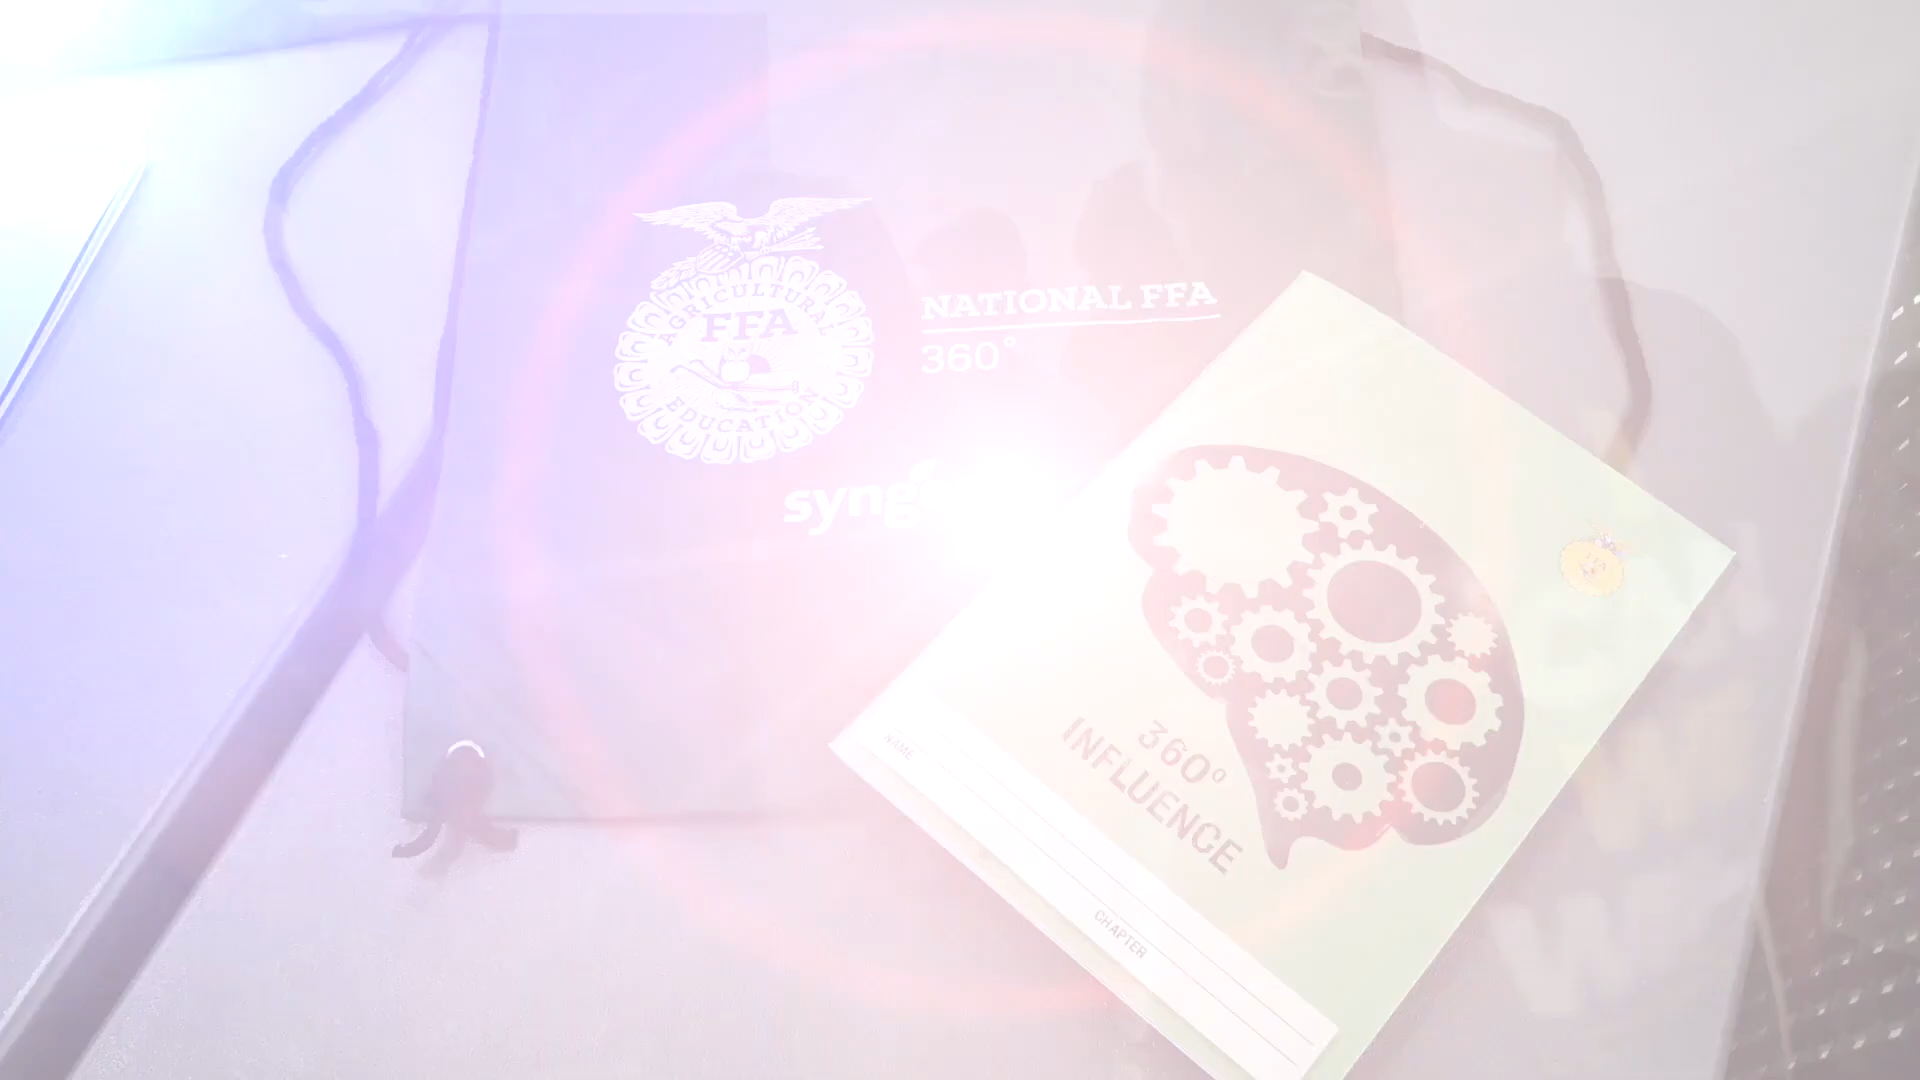 AGRICULTURAL
FFA
EDUCATION
NATIONAL FFA
360°
360°
INFLUENCE
NAME
CHAPTER